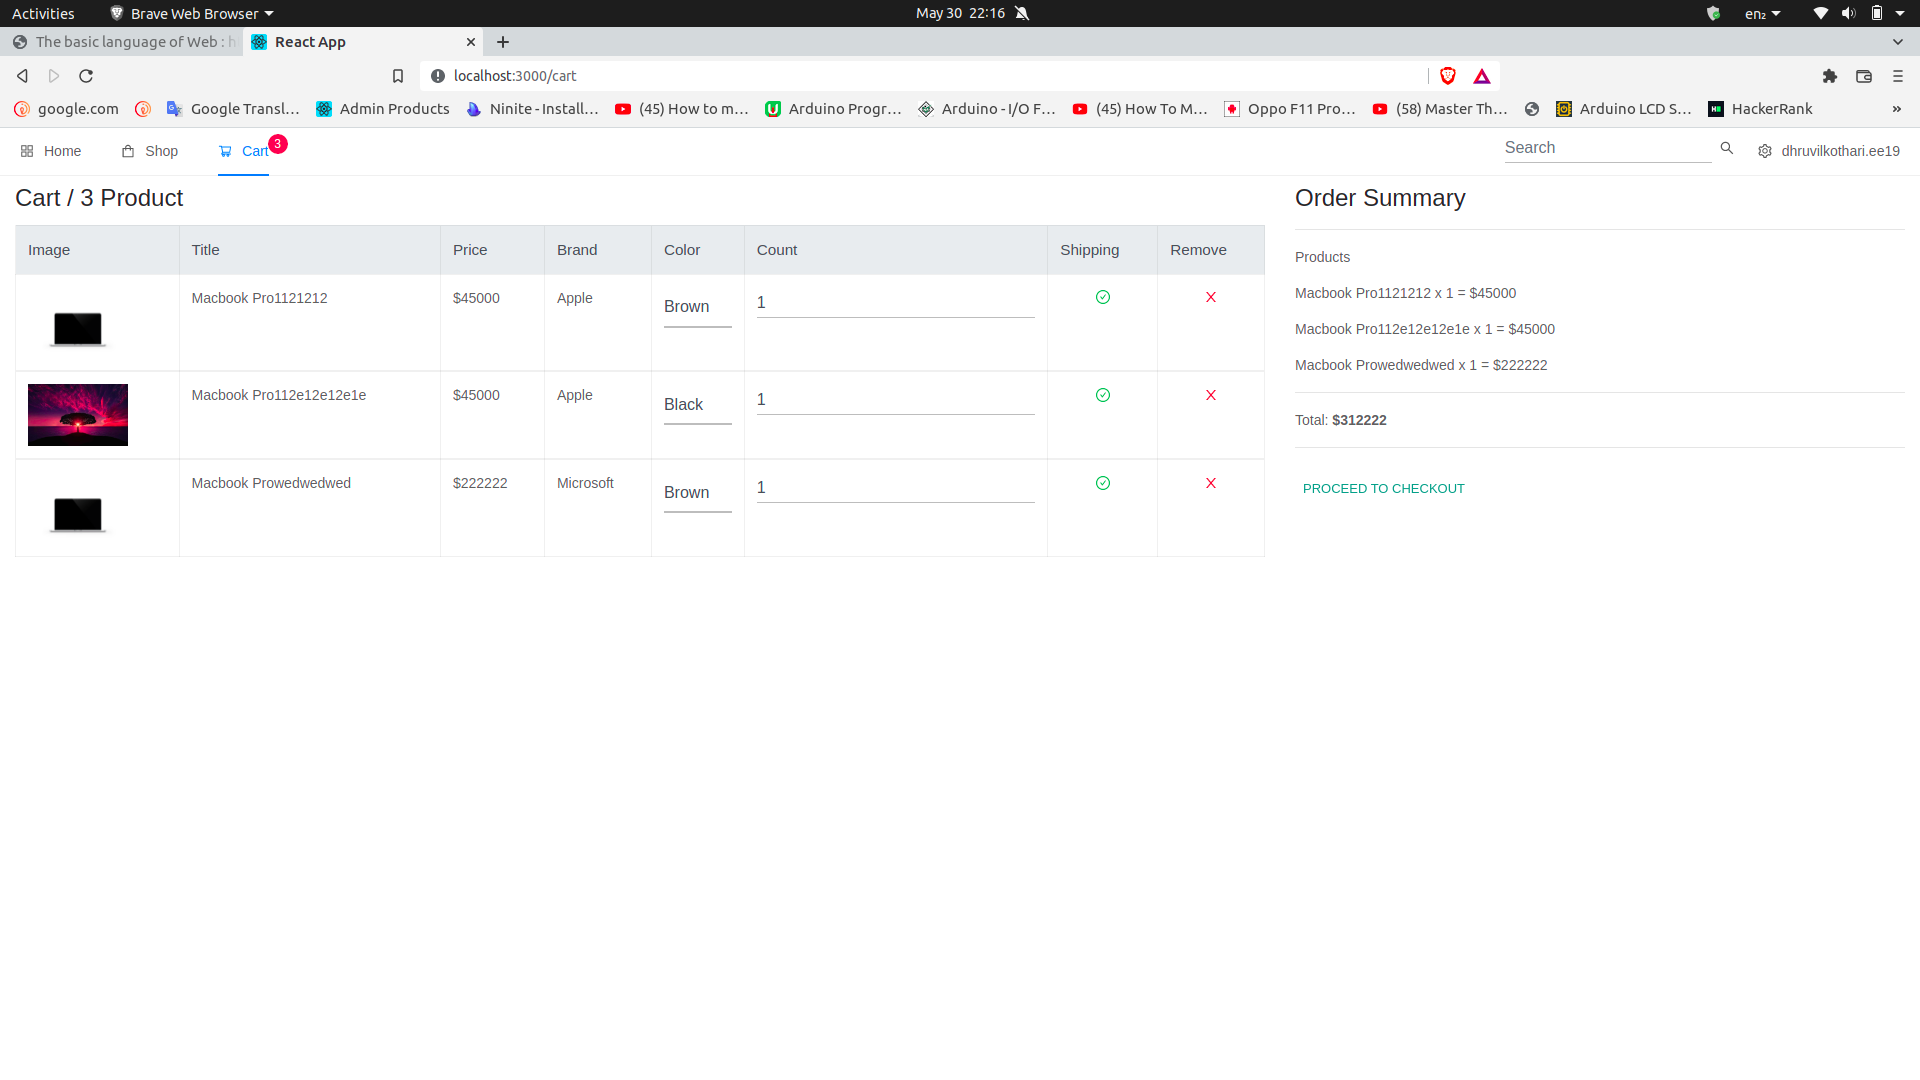 Activities Brave Web Browser May 30 22:16 en₂
The basic language of Web : h React App
localhost:3000/cart
google.com Google Transl… Admin Products Ninite - Install… (45) How to m… Arduino Progr… Arduino - I/O F… (45) How To M… Oppo F11 Pro… (58) Master Th… Arduino LCD S… HackerRank »
Home Shop Cart 3 Search dhruvilkothari.ee19
Cart / 3 Product
Image Title Price Brand Color Count Shipping Remove
Macbook Pro1121212 $45000 Apple Brown 1 X
Macbook Pro112e12e12e1e $45000 Apple Black 1 X
Macbook Prowedwedwed $222222 Microsoft Brown 1 X
Order Summary
Products
Macbook Pro1121212 x 1 = $45000
Macbook Pro112e12e12e1e x 1 = $45000
Macbook Prowedwedwed x 1 = $222222
Total: $312222
PROCEED TO CHECKOUT